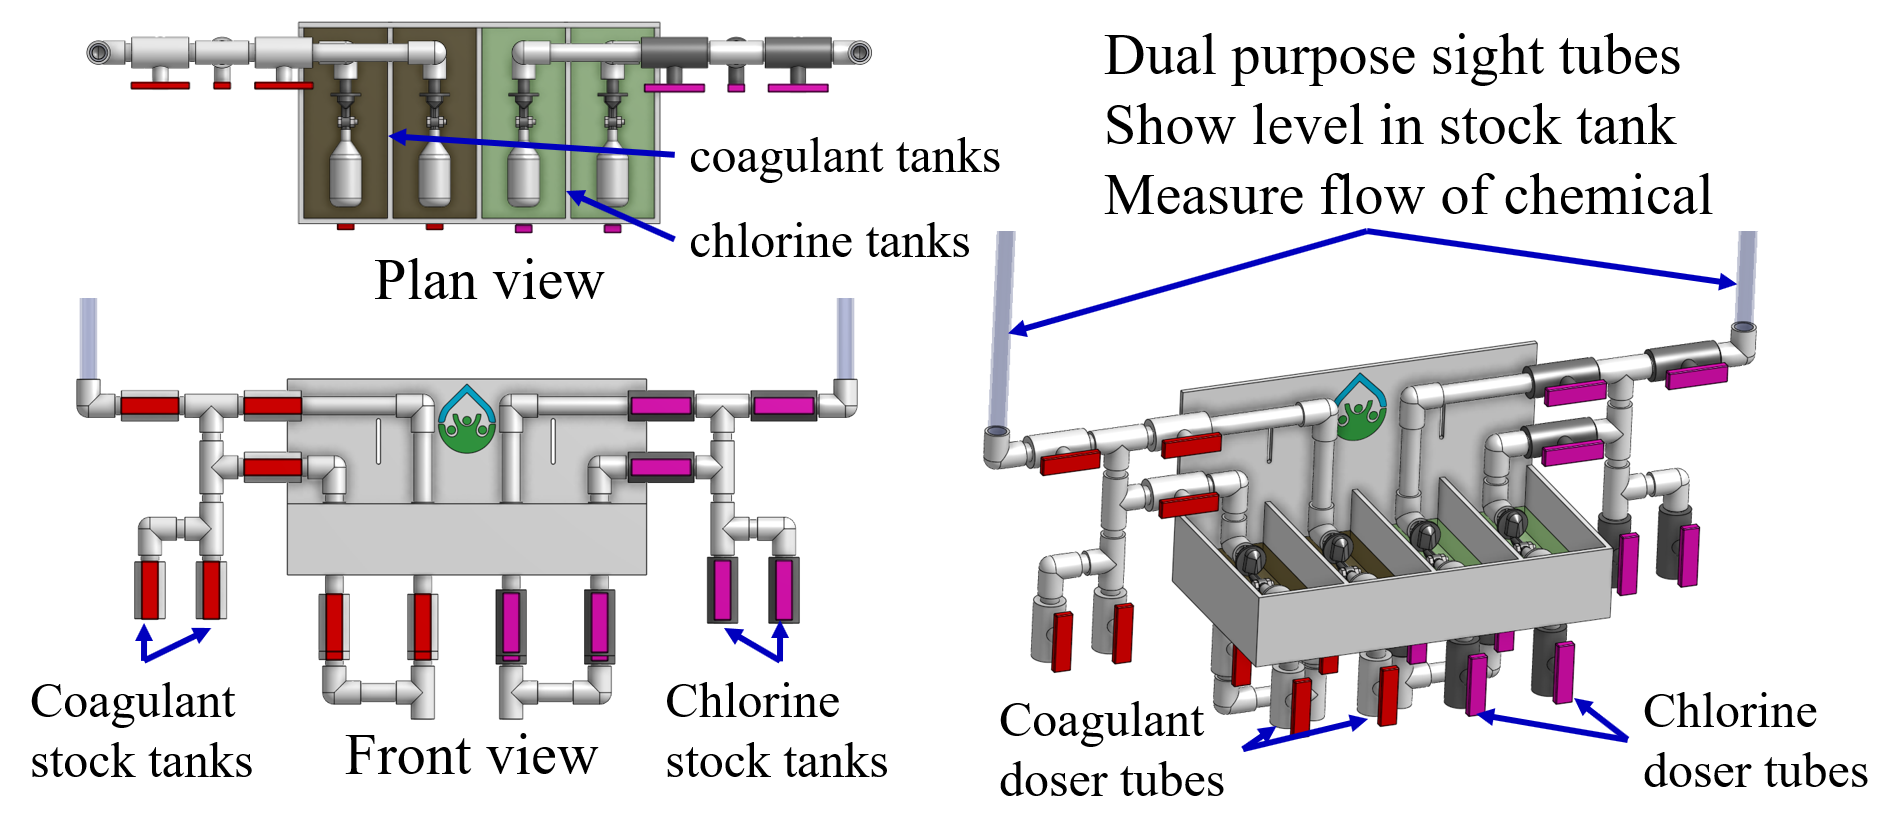 Dual purpose sight tubes
Show level in stock tank
Measure flow of chemical
coagulant tanks
chlorine tanks
Plan view
Coagulant
stock tanks
Front view
Chlorine
stock tanks
Coagulant
doser tubes
Chlorine
doser tubes